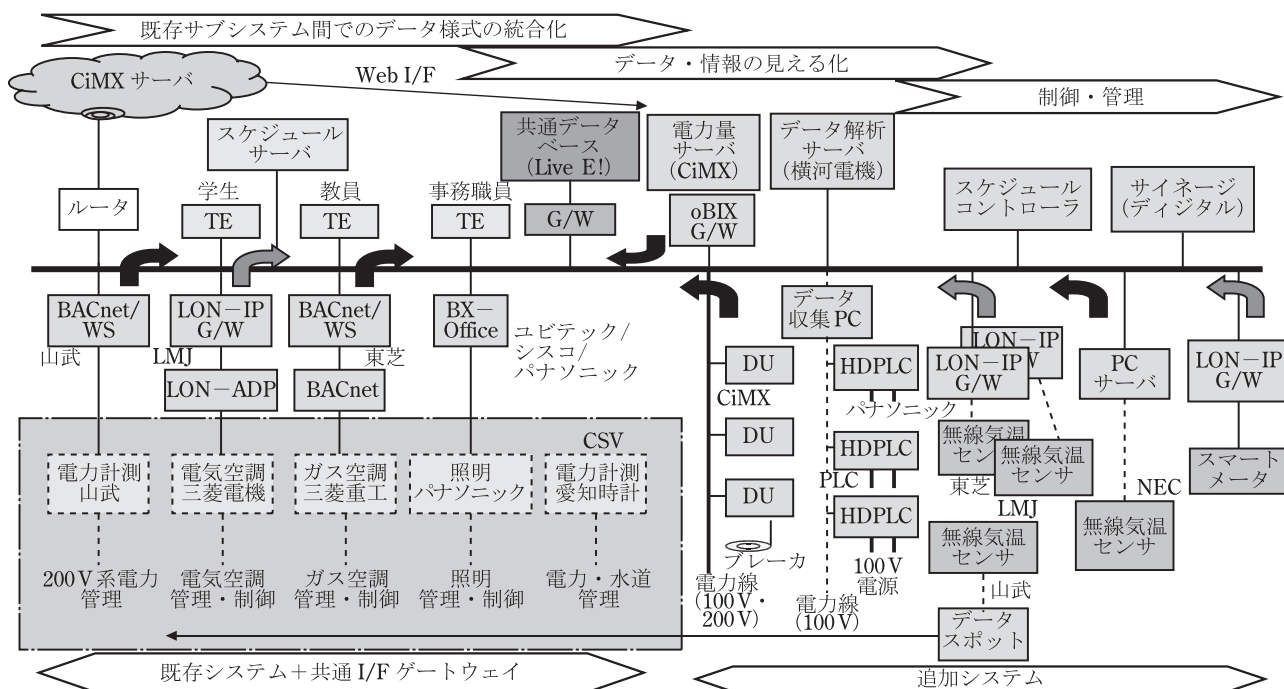 既存サブシステム間でのデータ様式の統合化
データ・情報の見える化
制御・管理
CiMX サーバ
Web I/F
スケジュール
サーバ
共通データ
ベース
(Live E!)
電力量
サーバ
(CiMX)
データ解析
サーバ
(横河電機)
スケジュール
コントローラ
サイネージ
(ディジタル)
ルータ
学生
TE
教員
TE
事務職員
TE
G/W
oBIX
G/W
BACnet/
WS
山武
LON-IP
G/W
LMJ
LON-ADP
BACnet/
WS
東芝
BACnet
BX-
Office
ユビテック/
シスコ/
パナソニック
データ
収集 PC
DU
CiMX
DU
DU
ブレーカ
電力線
(100 V・
200 V)
HDPLC
パナソニック
HDPLC
PLC
HDPLC
100 V
電源
電力線
(100 V)
LON-IP
G/W
LON-IP
W
無線気温
セン
東芝
無線気温
センサ
LMJ
無線気温
センサ
山武
データ
スポット
PC
サーバ
NEC
無線気温
センサ
LON-IP
G/W
スマート
メータ
CSV
電力計測
山武
電気空調
三菱電機
ガス空調
三菱重工
照明
パナソニック
電力計測
愛知時計
200 V 系電力
管理
電気空調
管理・制御
ガス空調
管理・制御
照明
管理・制御
電力・水道
管理
既存システム＋共通 I/F ゲートウェイ
追加システム